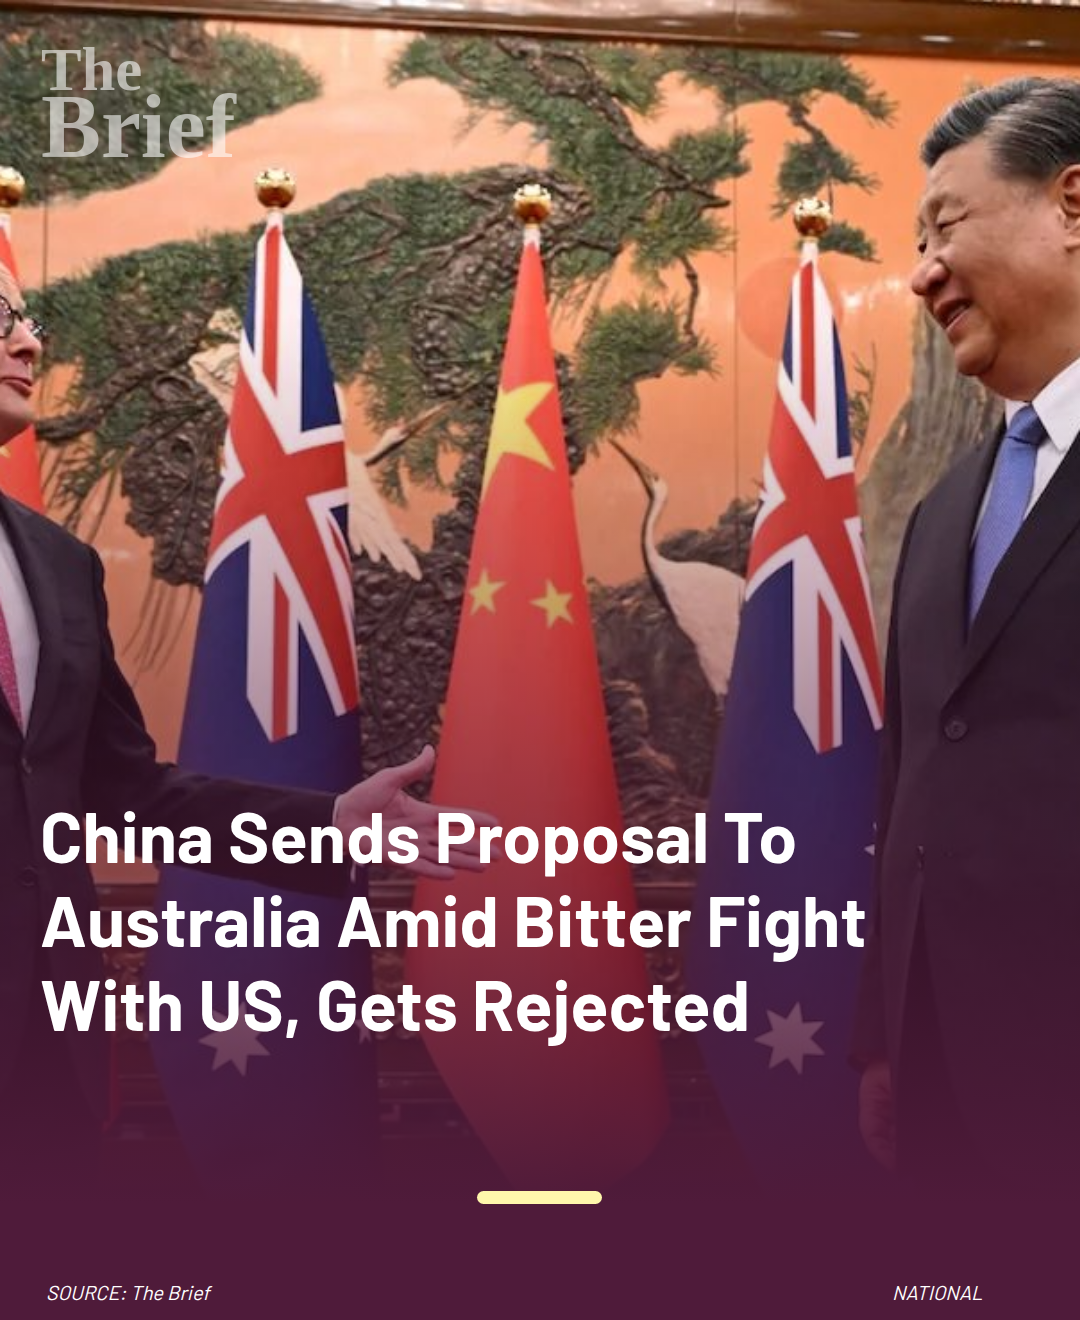 The
Brief
China Sends Proposal To
Australia Amid Bitter Fight
With US, Gets Rejected
SOURCE: The Brief
NATIONAL